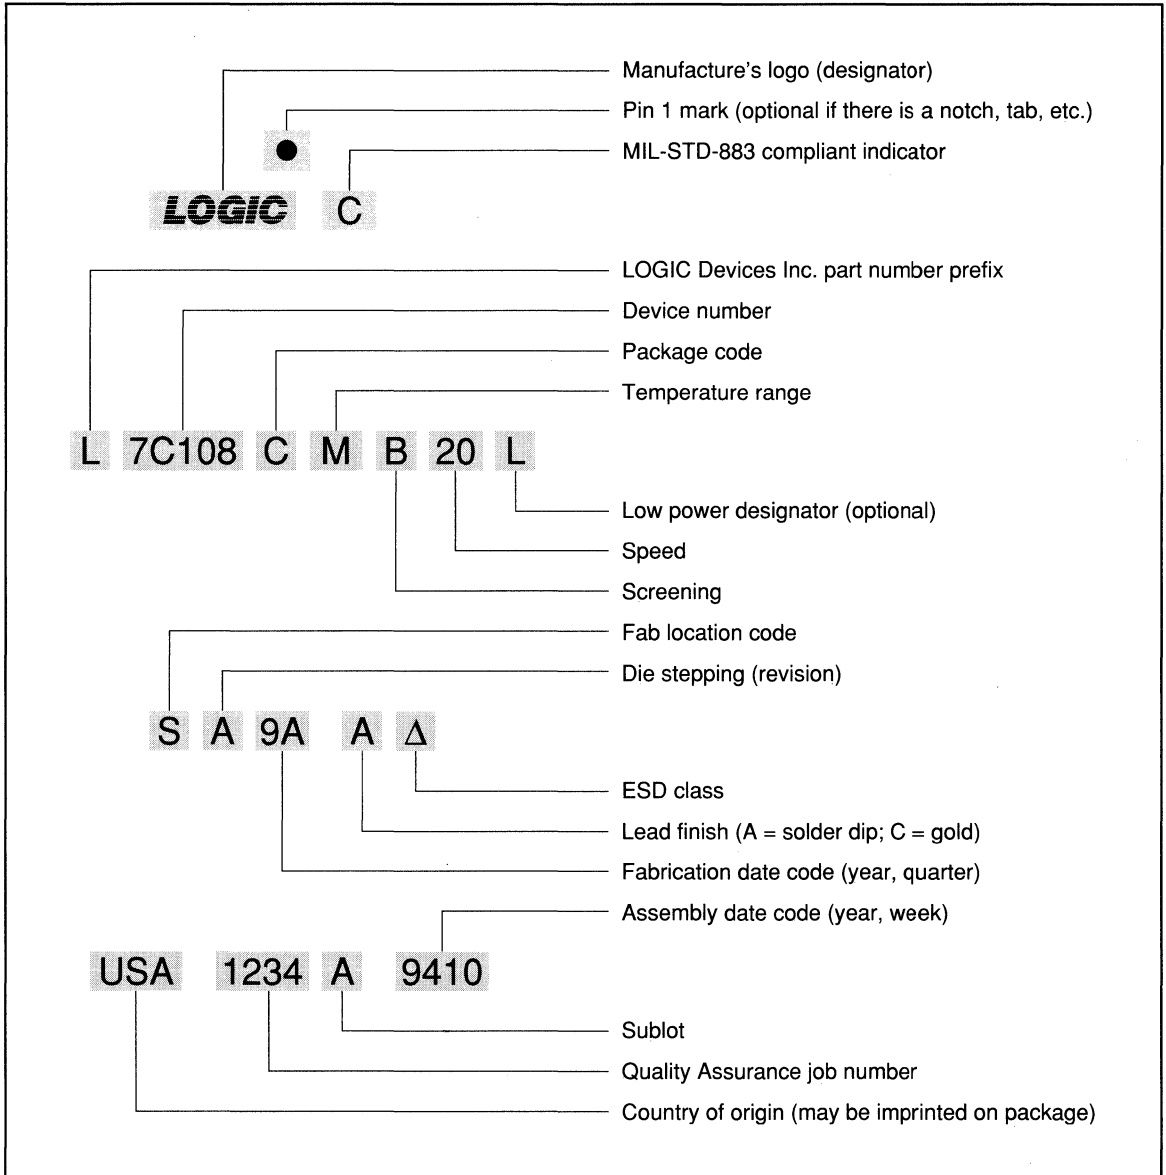 Manufacture's logo (designator)
Pin 1 mark (optional if there is a notch, tab, etc.)
MIL-STD-883 compliant indicator
LOGIC C
LOGIC Devices Inc. part number prefix
Device number
Package code
Temperature range
L 7C108 C M B 20 L
Low power designator (optional)
Speed
Screening
Fab location code
Die stepping (revision)
S A 9A A Δ
ESD class
Lead finish (A = solder dip; C = gold)
Fabrication date code (year, quarter)
Assembly date code (year, week)
USA 1234 A 9410
Sublot
Quality Assurance job number
Country of origin (may be imprinted on package)